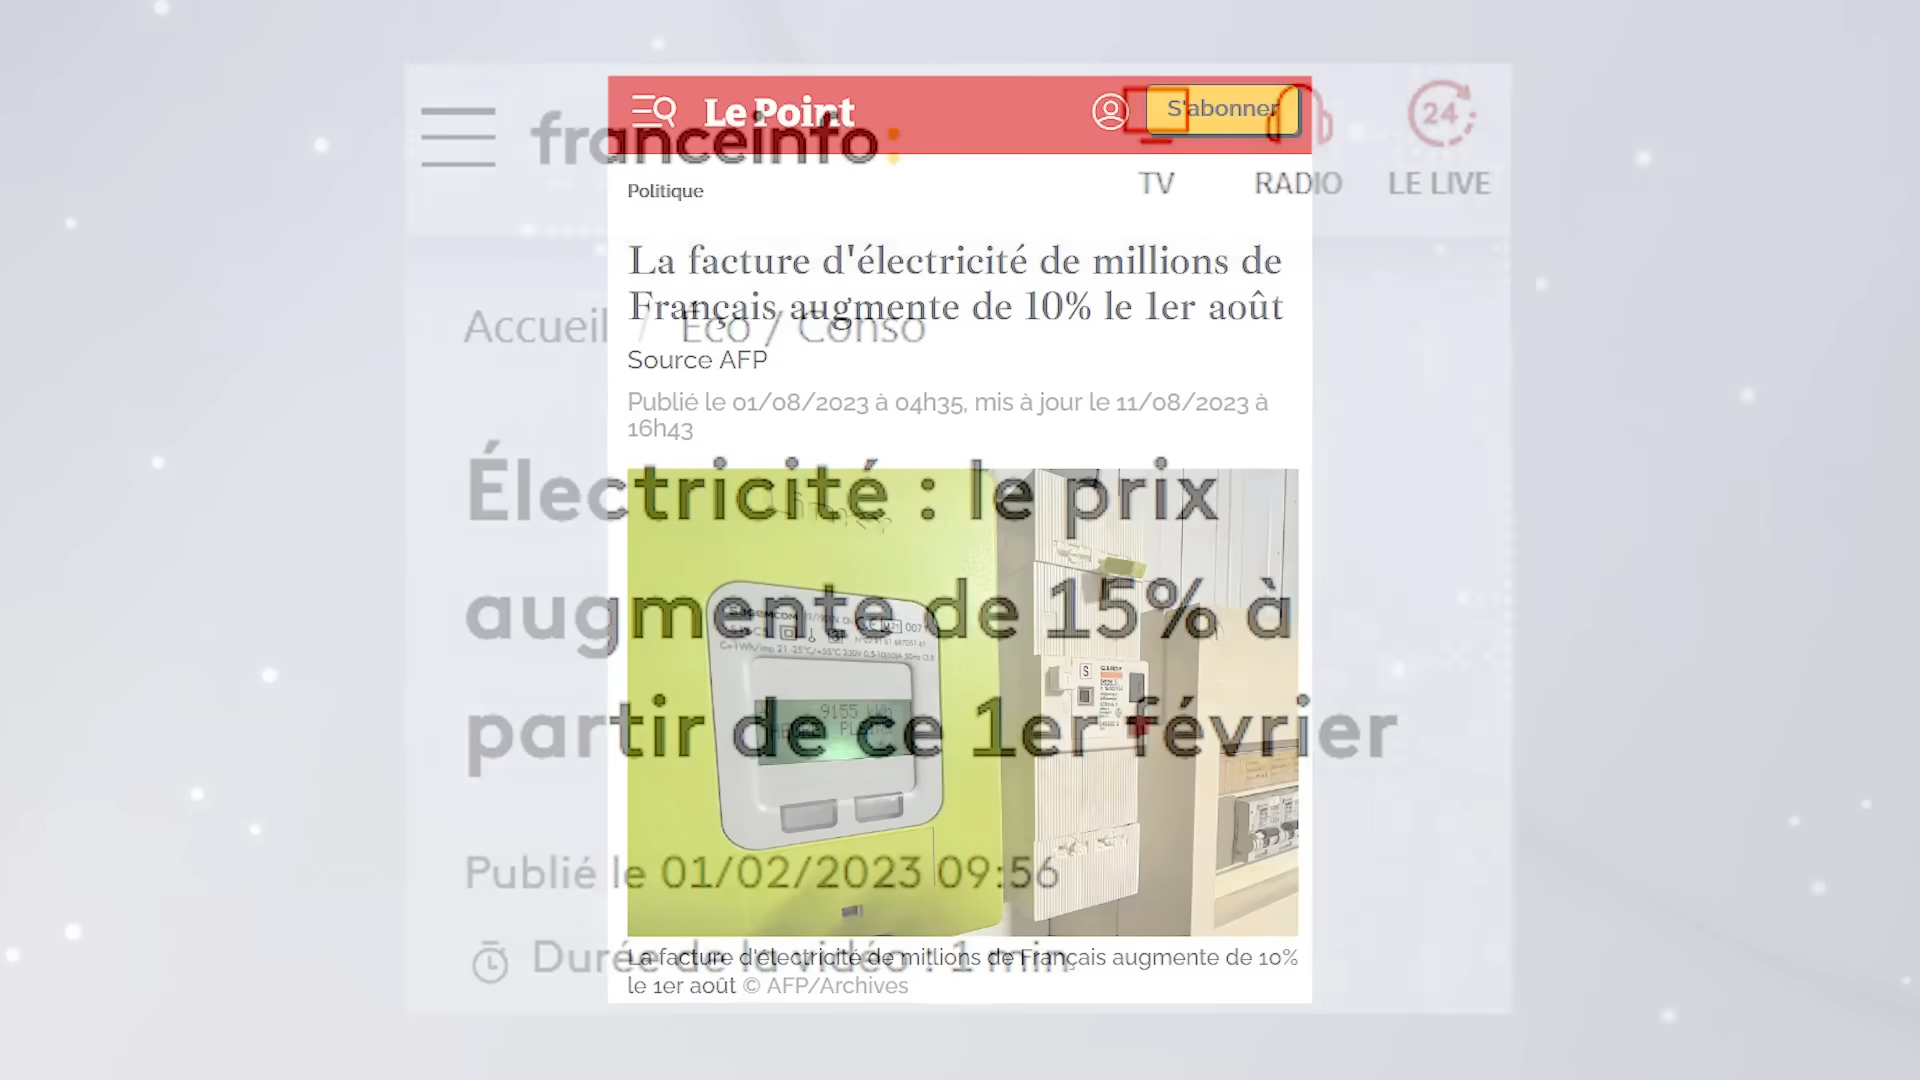 Le Point
S'abonner
franceinfo:
24
TV
RADIO
LE LIVE
Politique
La facture d'électricité de millions de
Français augmente de 10% le 1er août
Accueil / Eco / Conso
Source AFP
Publié le 01/08/2023 à 04h35, mis à jour le 11/08/2023 à
16h43
Électricité : le prix
augmente de 15% à
partir de ce 1er février
9155 kWh
S
Publié le 01/02/2023 09:56
Durée de la vidéo : 1 min
La facture d'électricité de millions de Français augmente de 10%
le 1er août © AFP/Archives